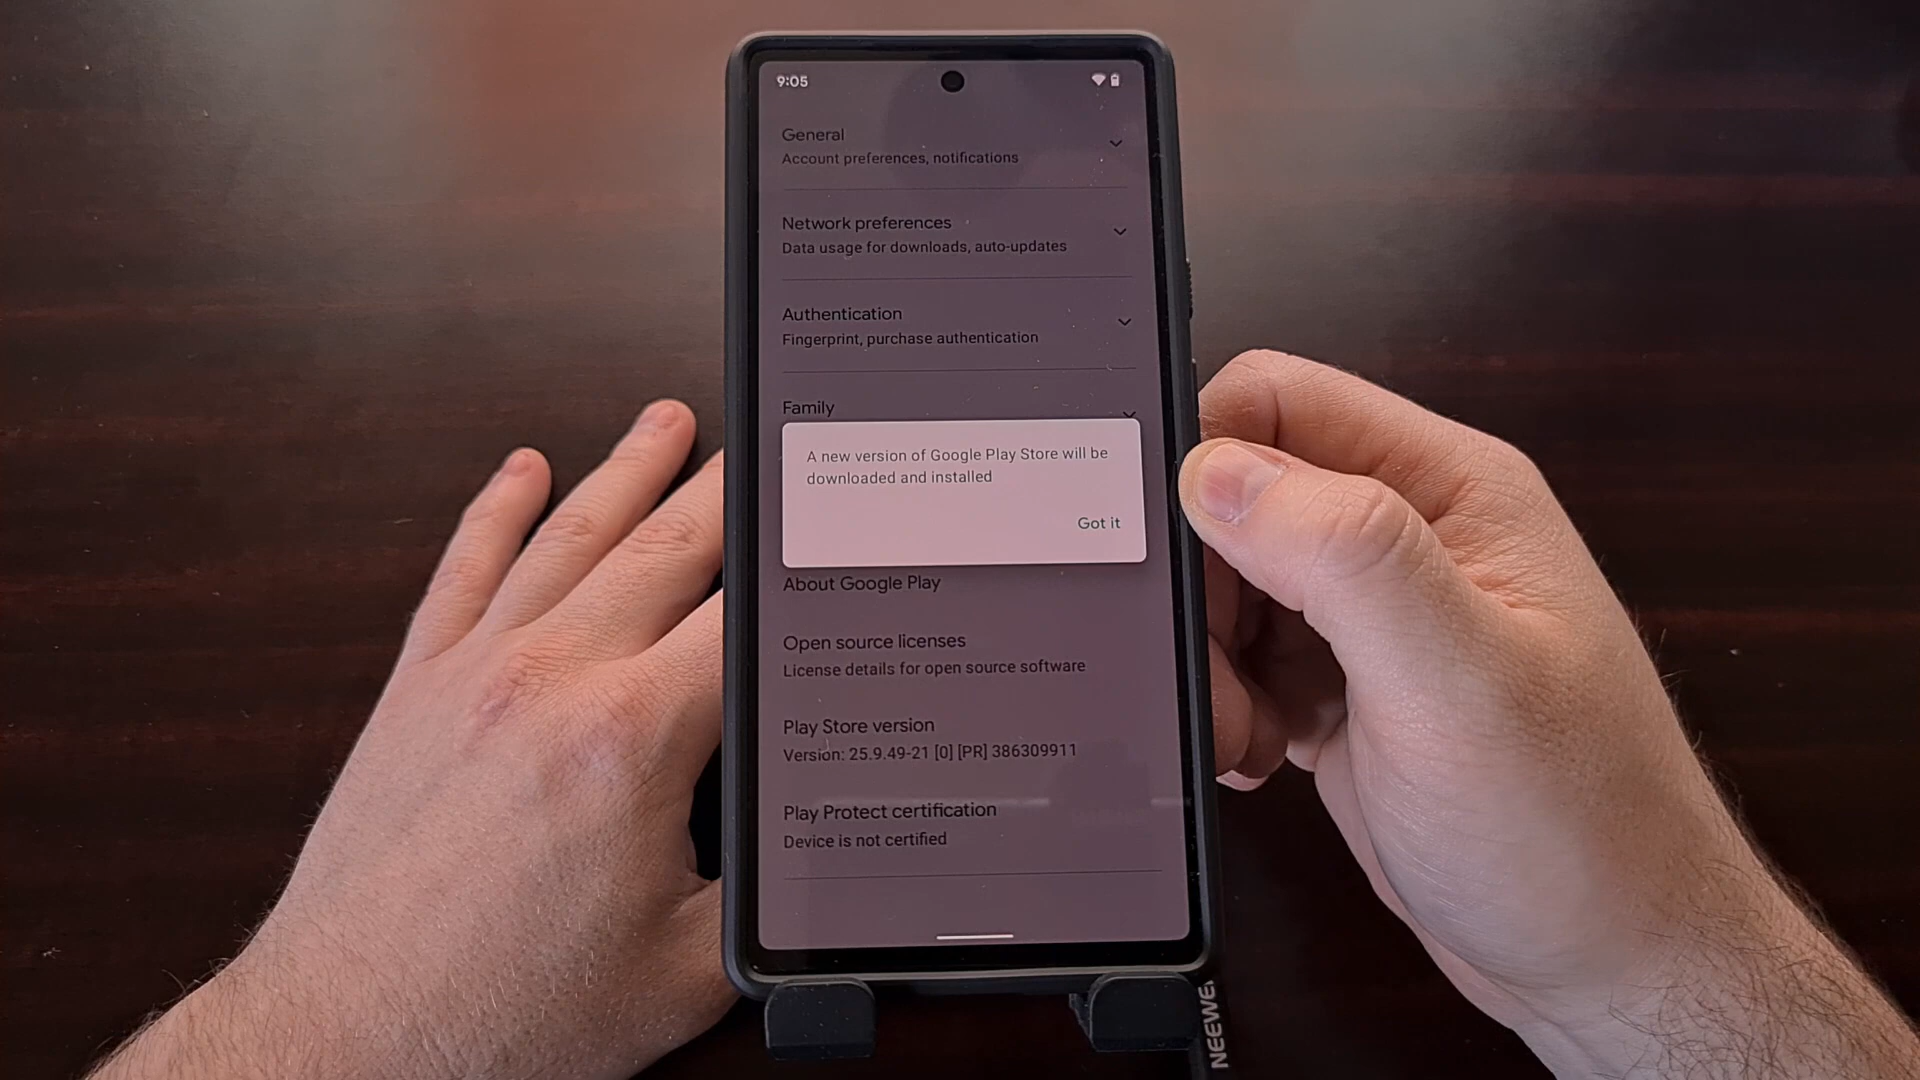 9:05
General
Account preferences, notifications
Network preferences
Data usage for downloads, auto-updates
Authentication
Fingerprint, purchase authentication
Family
A new version of Google Play Store will be
downloaded and installed
Got it
About Google Play
Open source licenses
License details for open source software
Play Store version
Version: 25.9.49-21 [0] [PR] 386309911
Play Protect certification
Device is not certified